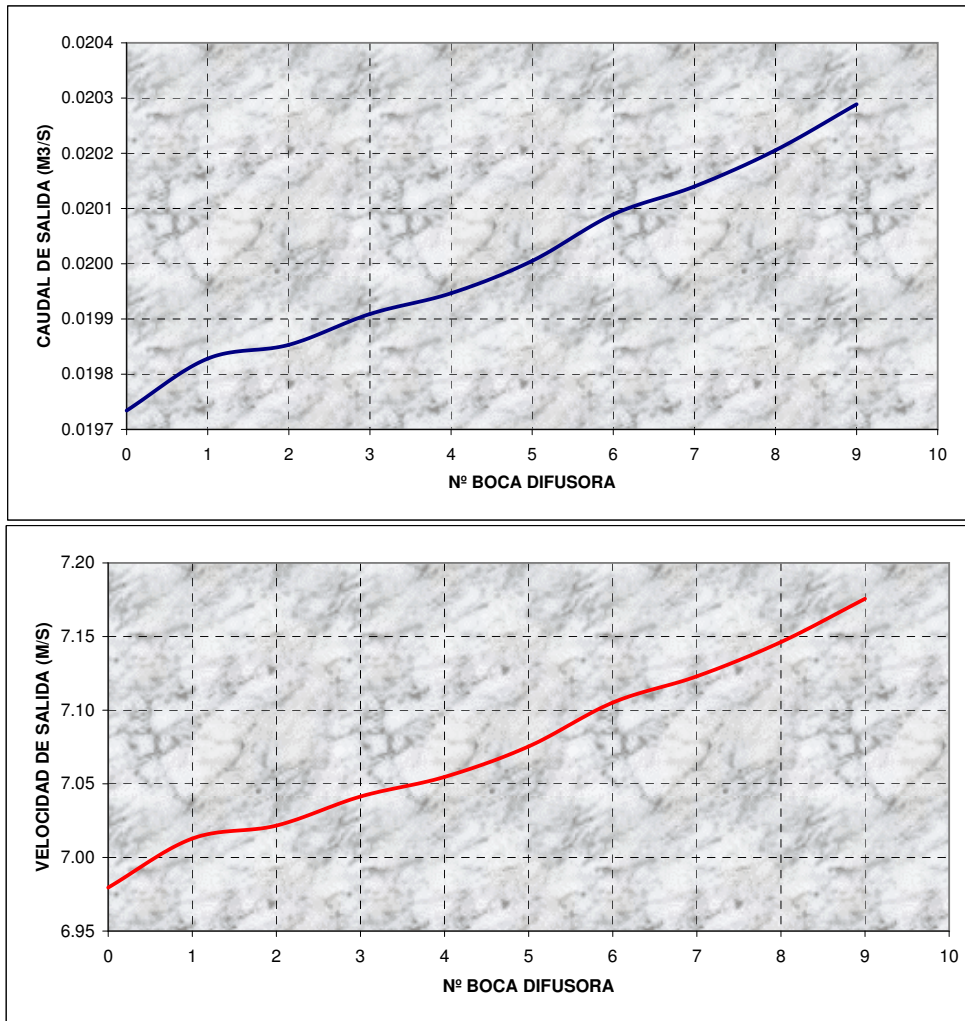 0.0204
0.0203
0.0202
0.0201
0.0200
0.0199
0.0198
0.0197
CAUDAL DE SALIDA (M3/S)
0 1 2 3 4 5 6 7 8 9 10
Nº BOCA DIFUSORA
7.20
7.15
7.10
7.05
7.00
6.95
VELOCIDAD DE SALIDA (M/S)
0 1 2 3 4 5 6 7 8 9 10
Nº BOCA DIFUSORA